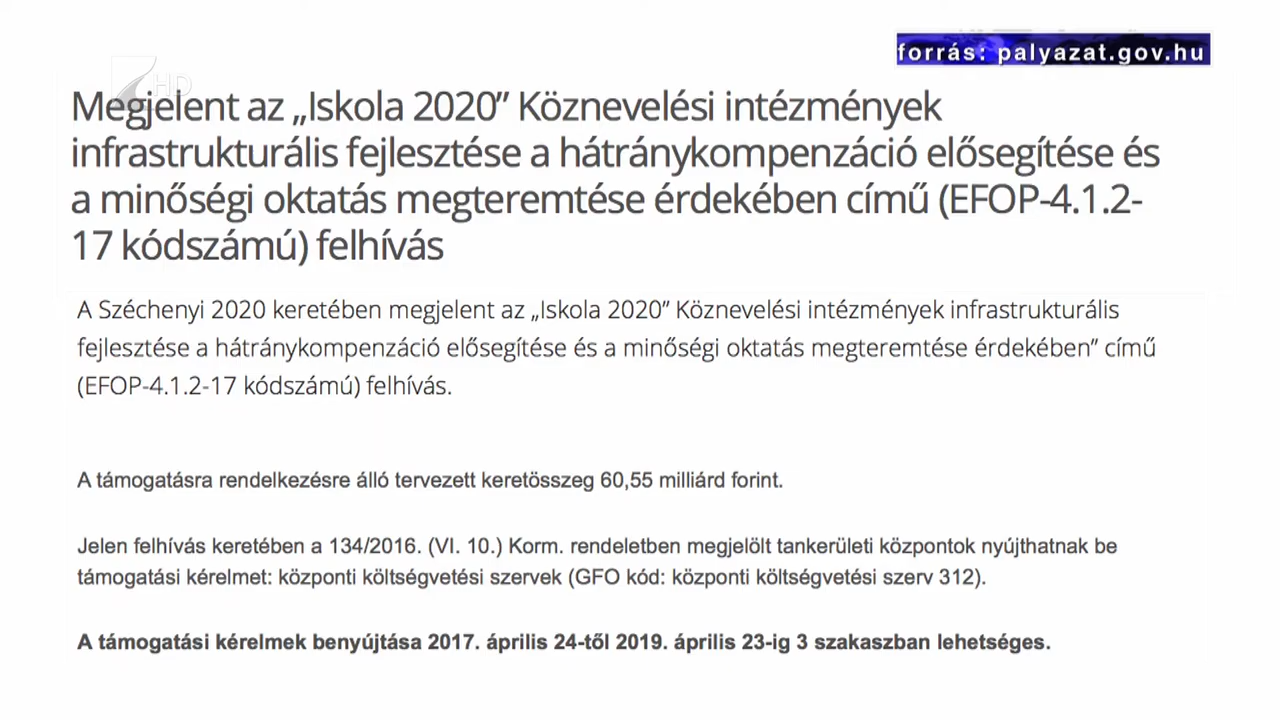 forrás: palyazat.gov.hu
HD
Megjelent az „Iskola 2020” Köznevelési intézmények
infrastrukturális fejlesztése a hátránykompenzáció elősegítése és
a minőségi oktatás megteremtése érdekében című (EFOP-4.1.2-
17 kódszámú) felhívás
A Széchenyi 2020 keretében megjelent az „Iskola 2020” Köznevelési intézmények infrastrukturális
fejlesztése a hátránykompenzáció elősegítése és a minőségi oktatás megteremtése érdekében” című
(EFOP-4.1.2-17 kódszámú) felhívás.
A támogatásra rendelkezésre álló tervezett keretösszeg 60,55 milliárd forint.
Jelen felhívás keretében a 134/2016. (VI. 10.) Korm. rendeletben megjelölt tankerületi központok nyújthatnak be
támogatási kérelmet: központi költségvetési szervek (GFO kód: központi költségvetési szerv 312).
A támogatási kérelmek benyújtása 2017. április 24-től 2019. április 23-ig 3 szakaszban lehetséges.